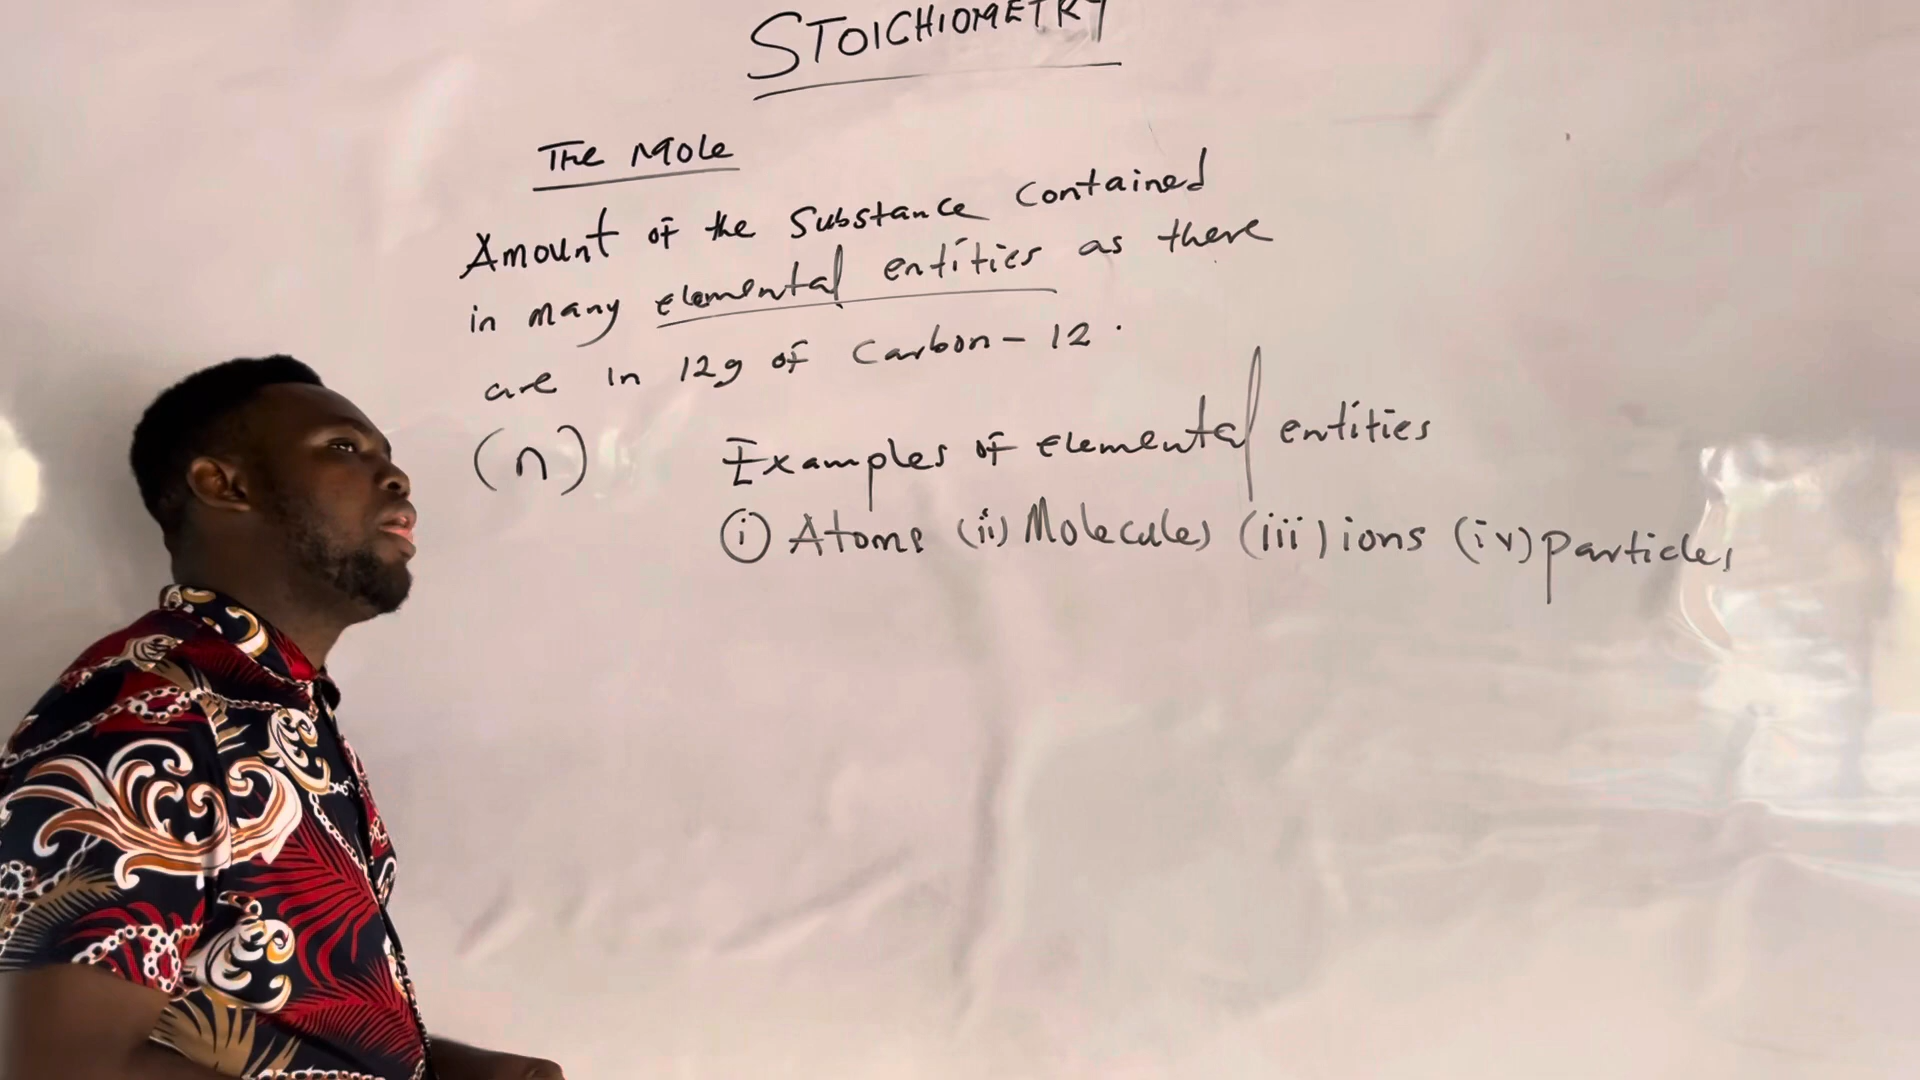 STOICHIOMETRY
The Mole
Amount of the Substance Contained
in many elemental entities as there
are in 12g of Carbon-12.
(n)
Examples of elemental entities
(i) Atoms (ii) Molecules (iii) ions (iv) particles